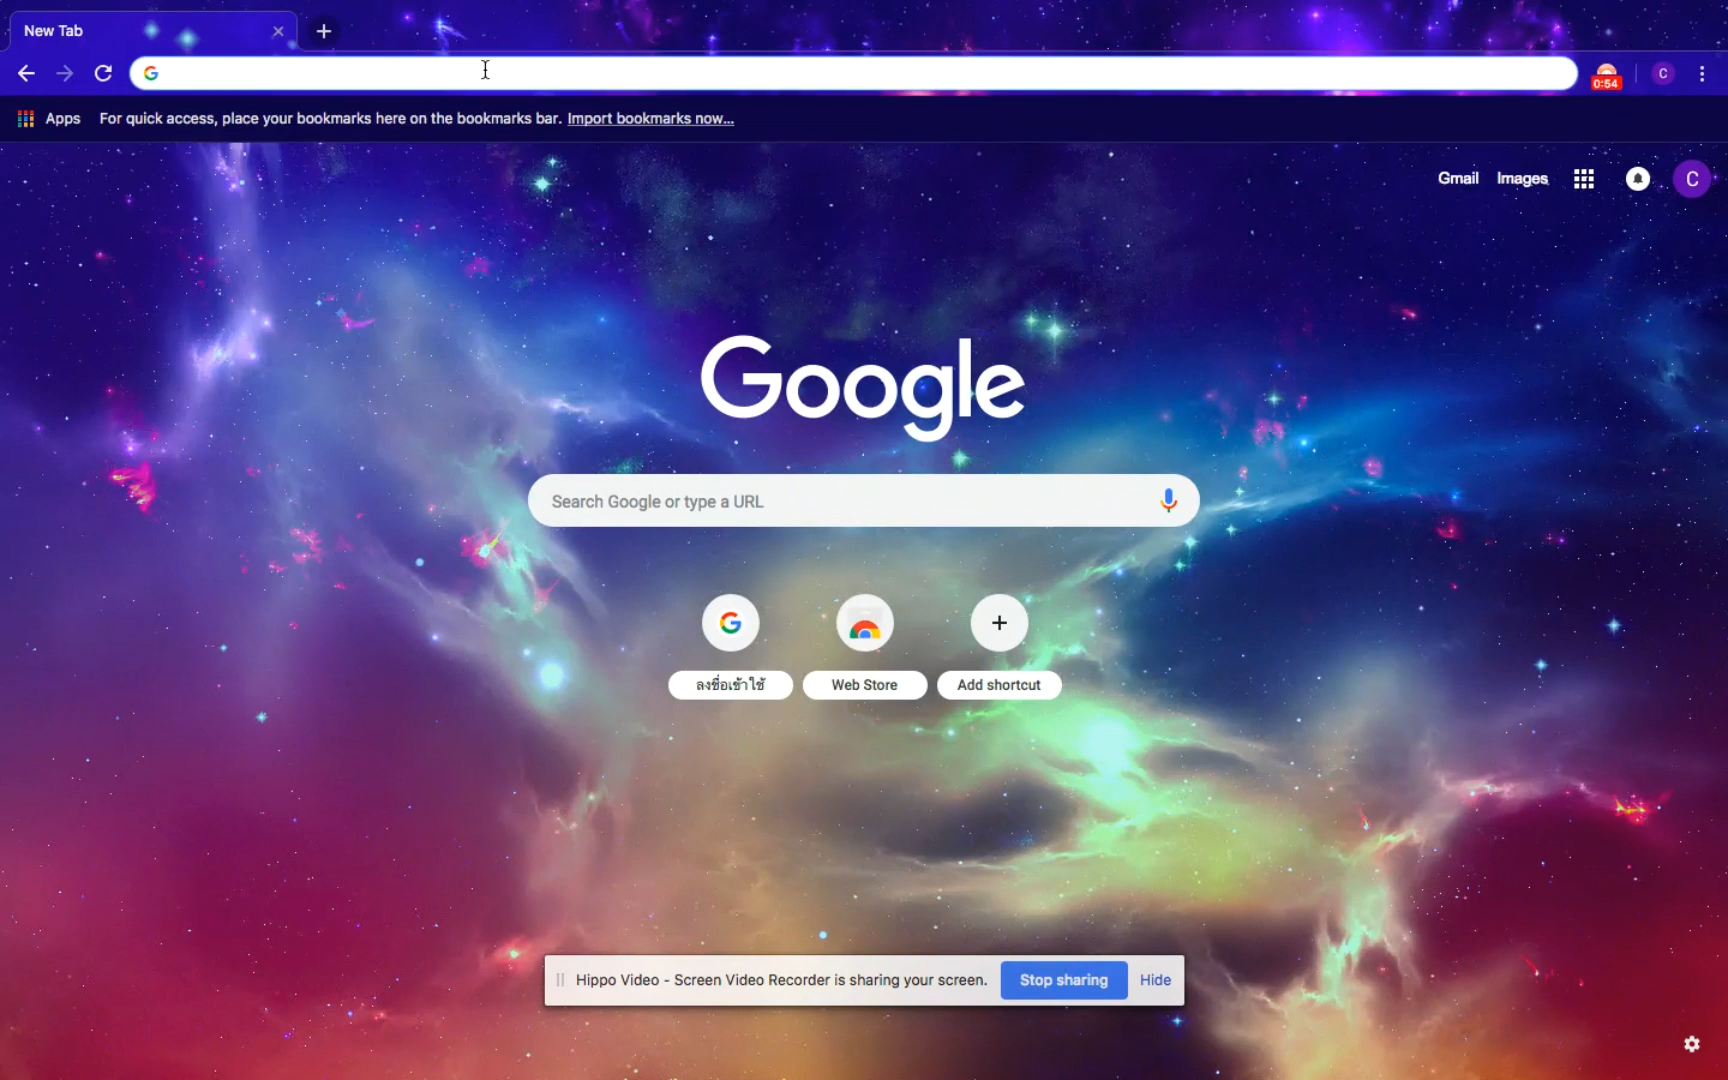 New Tab
0:54
C
Apps For quick access, place your bookmarks here on the bookmarks bar. Import bookmarks now...
Gmail Images C
Google
Search Google or type a URL
ลงชื่อเข้าใช้ Web Store Add shortcut
Hippo Video - Screen Video Recorder is sharing your screen. Stop sharing Hide